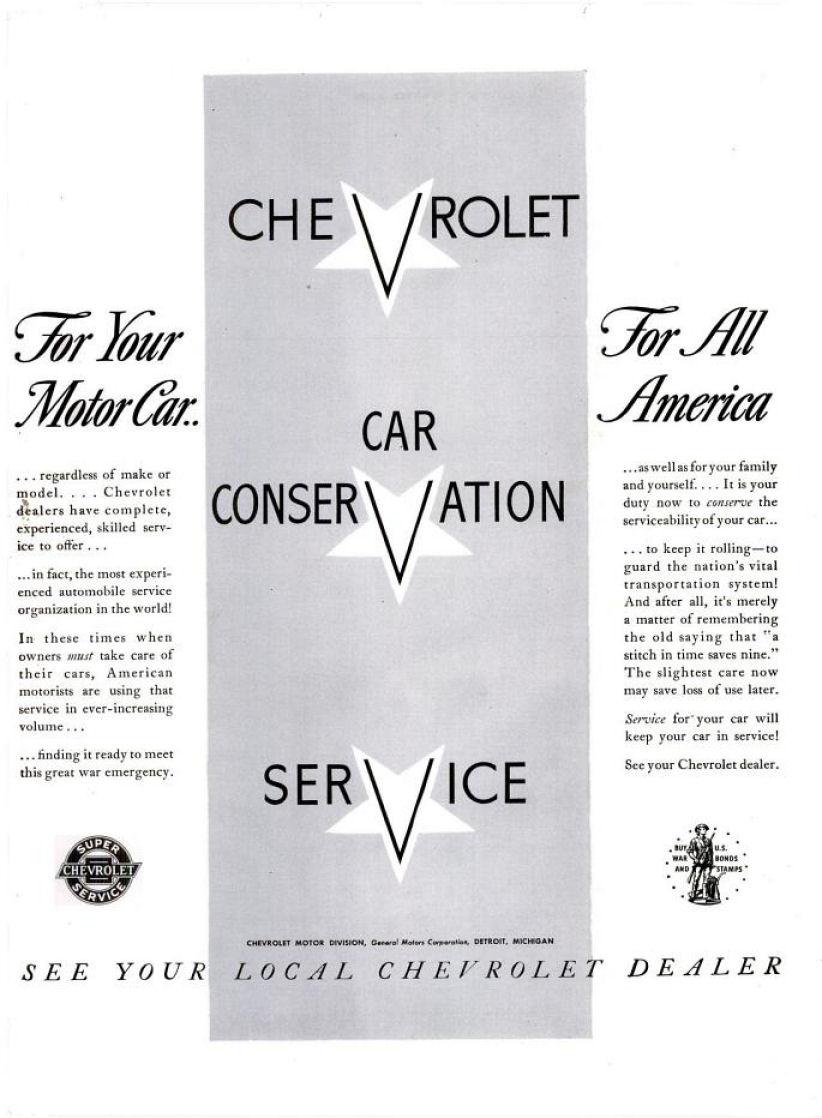 CHEVROLET
CAR
CONSERVATION
SERVICE
For Your
Motor Car..
...regardless of make or
model. . . . Chevrolet
dealers have complete,
experienced, skilled serv-
ice to offer . . .
...in fact, the most experi-
enced automobile service
organization in the world!
In these times when
owners must take care of
their cars, American
motorists are using that
service in ever-increasing
volume . . .
...finding it ready to meet
this great war emergency.
SUPER
CHEVROLET
SERVICE
For All
America
...as well as for your family
and yourself. . . . It is your
duty now to conserve the
serviceability of your car...
. . . to keep it rolling—to
guard the nation's vital
transportation system!
And after all, it's merely
a matter of remembering
the old saying that "a
stitch in time saves nine."
The slightest care now
may save loss of use later.
Service for your car will
keep your car in service!
See your Chevrolet dealer.
BUY U.S.
WAR BONDS
AND STAMPS
CHEVROLET MOTOR DIVISION, General Motors Corporation, DETROIT, MICHIGAN
SEE YOUR LOCAL CHEVROLET DEALER